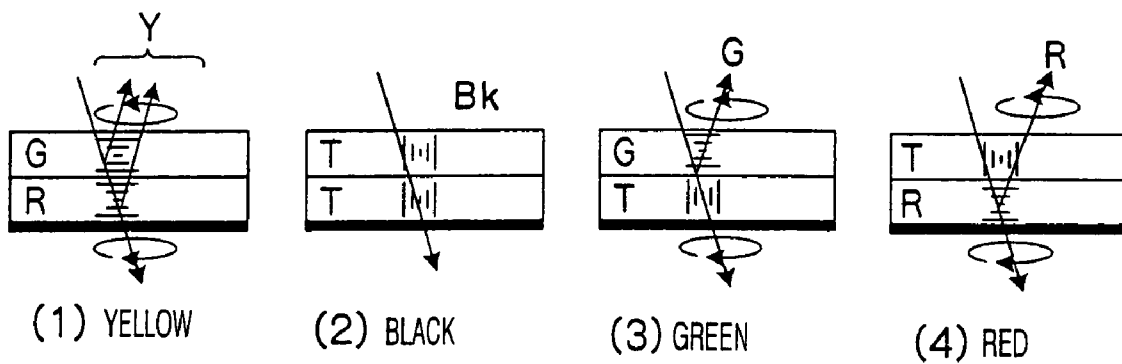 Y
G
R
(1) YELLOW
Bk
T
T
(2) BLACK
G
G
T
(3) GREEN
R
T
R
(4) RED